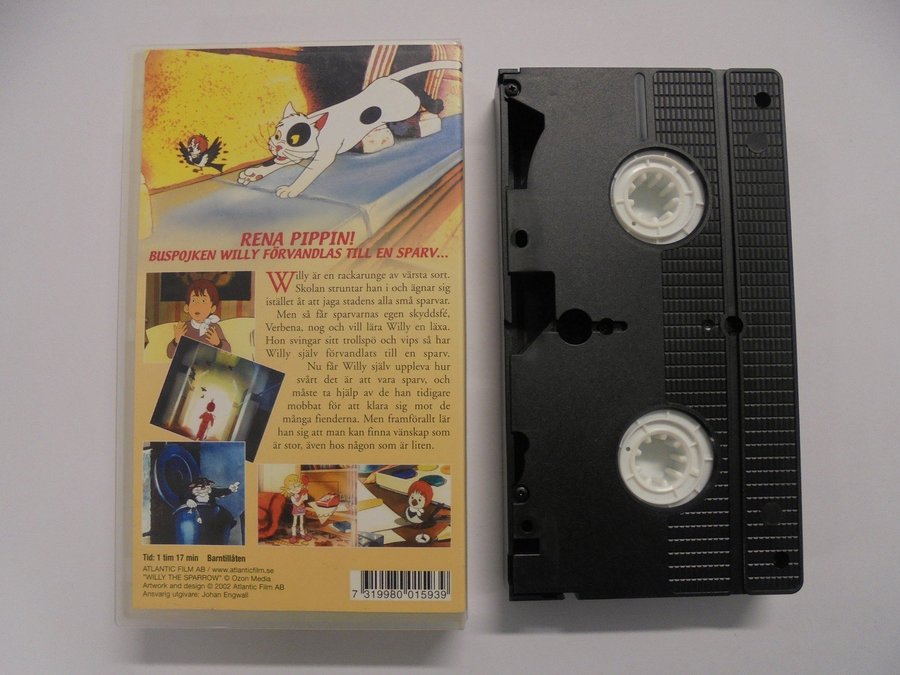 RENA PIPPIN!
BUSPOJKEN WILLY FÖRVANDLAS TILL EN SPARV...
Willy är en rackarunge av värsta sort.
Skolan struntar han i och ägnar sig
istället åt att jaga stadens alla små sparvar.
Men så får sparvarnas egen skyddsfé,
Verbena, nog och vill lära Willy en läxa.
Hon svingar sitt trollspö och vips så har
Willy själv förvandlats till en sparv.
Nu får Willy själv uppleva hur
svårt det är att vara sparv, och
måste ta hjälp av de han tidigare
mobbat för att klara sig mot de
många fienderna. Men framförallt lär
han sig att man kan finna vänskap som
är stor, även hos någon som är liten.
Tid: 1 tim 17 min Barntillåten
ATLANTIC FILM AB / www.atlanticfilm.se
"WILLY THE SPARROW" © Ozon Media
Artwork and design © 2002 Atlantic Film AB
Ansvarig utgivare: Johan Engwall
7 319980 015939